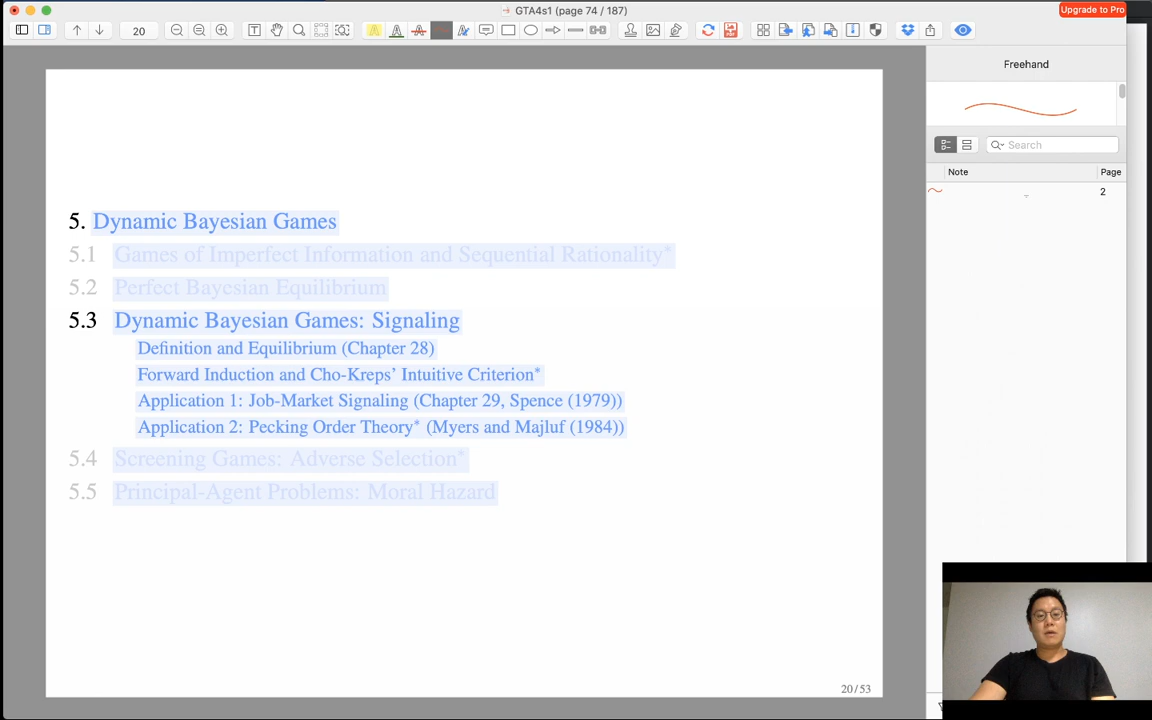 GTA4s1 (page 74 / 187)
Upgrade to Pro
20
Freehand
Search
Note Page
2
5. Dynamic Bayesian Games
5.1 Games of Imperfect Information and Sequential Rationality*
5.2 Perfect Bayesian Equilibrium
5.3 Dynamic Bayesian Games: Signaling
Definition and Equilibrium (Chapter 28)
Forward Induction and Cho-Kreps' Intuitive Criterion*
Application 1: Job-Market Signaling (Chapter 29, Spence (1979))
Application 2: Pecking Order Theory* (Myers and Majluf (1984))
5.4 Screening Games: Adverse Selection*
5.5 Principal-Agent Problems: Moral Hazard
20/53